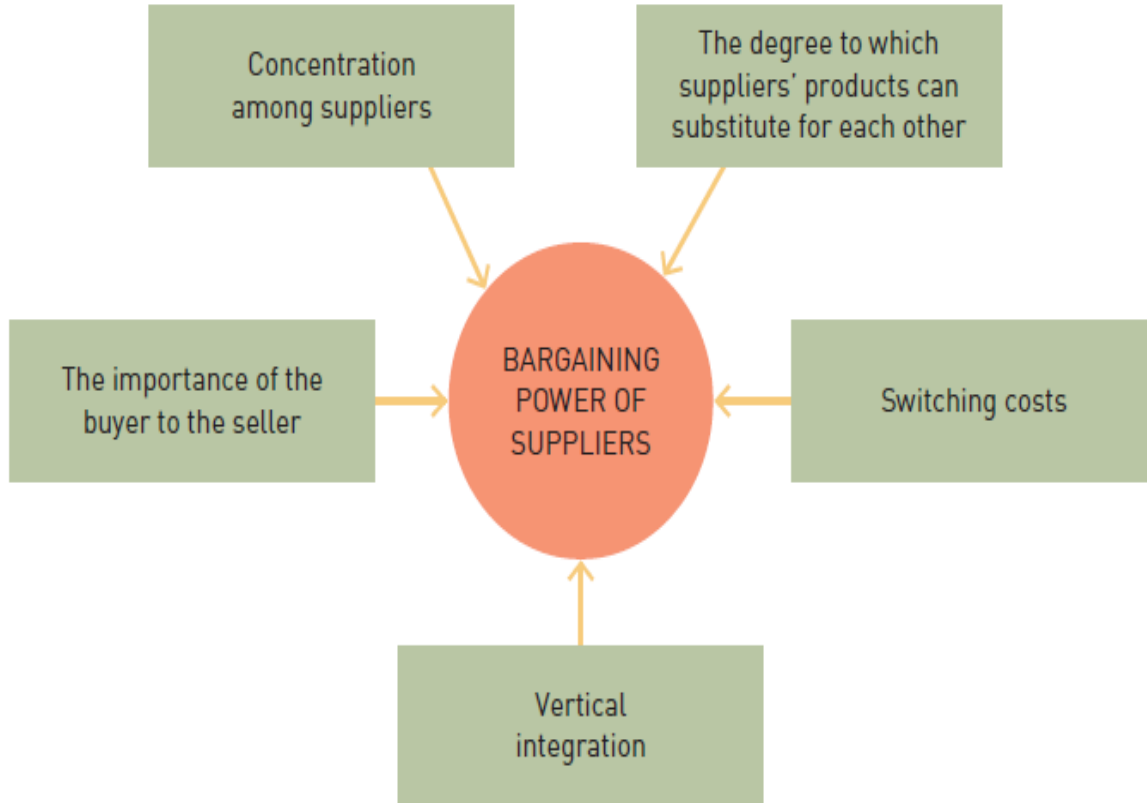 Concentration
among suppliers
The degree to which
suppliers’ products can
substitute for each other
The importance of the
buyer to the seller
BARGAINING
POWER OF
SUPPLIERS
Switching costs
Vertical
integration